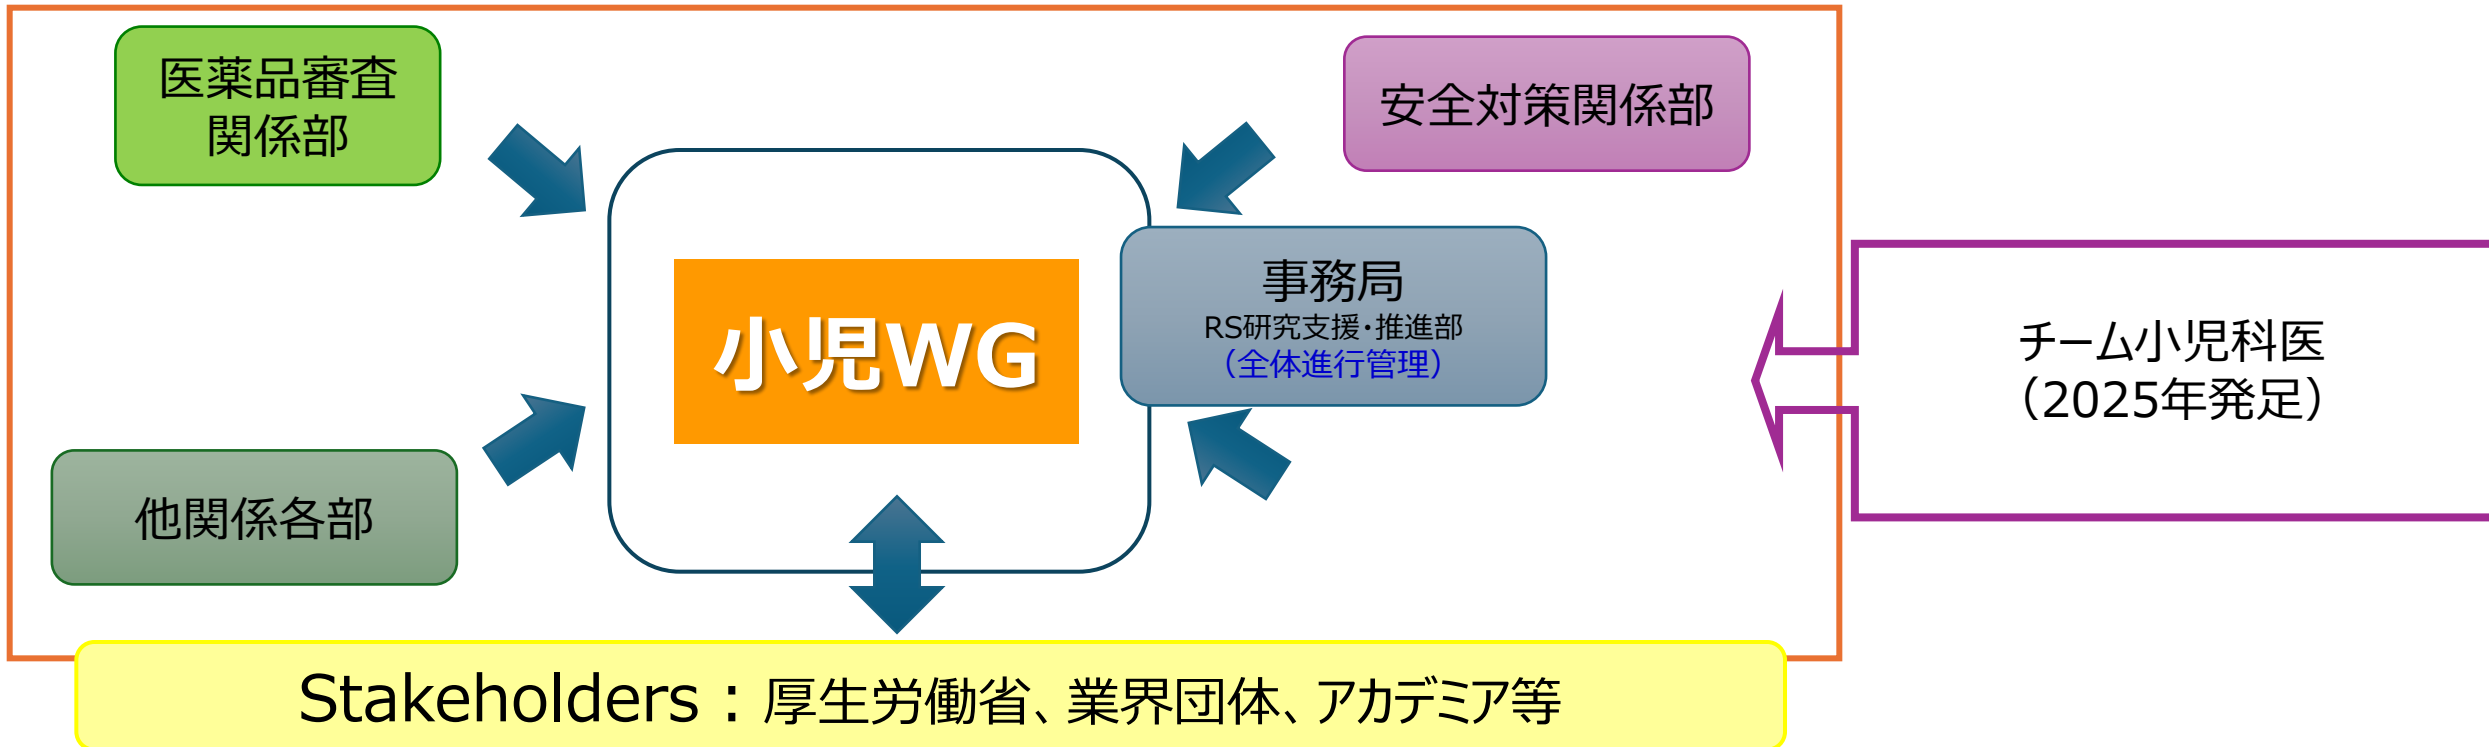 医薬品審査
関係部
安全対策関係部
小児WG
事務局
RS研究支援・推進部
（全体進行管理）
チーム小児科医
（2025年発足）
他関係各部
Stakeholders：厚生労働省、業界団体、アカデミア等